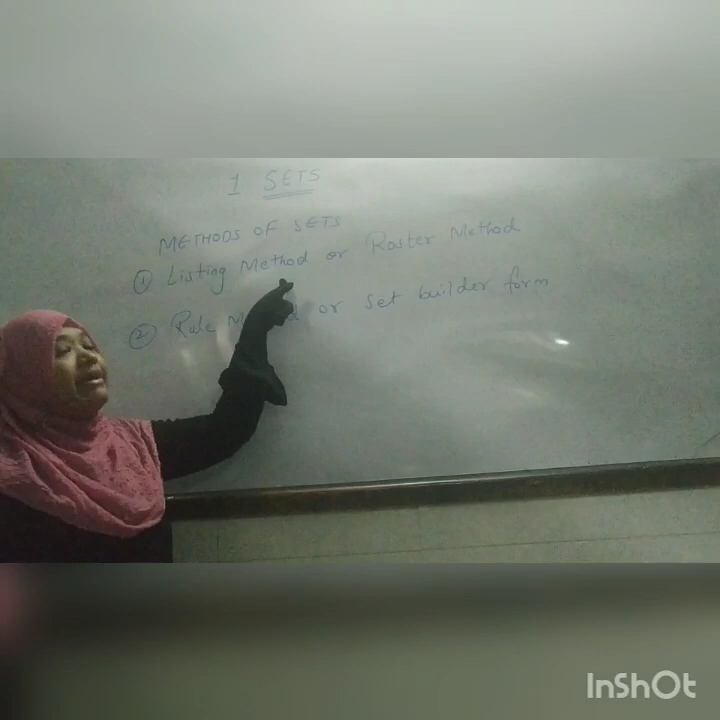 1 SETS
METHODS OF SETS
① Listing Method or Roster Method
② Rule or Set builder form
InShOt